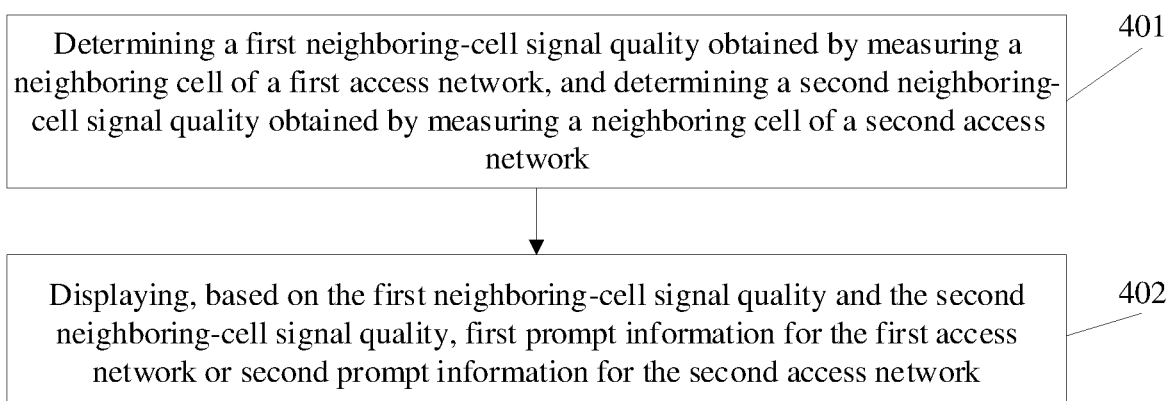 401
Determining a first neighboring-cell signal quality obtained by measuring a
neighboring cell of a first access network, and determining a second neighboring-
cell signal quality obtained by measuring a neighboring cell of a second access
network
402
Displaying, based on the first neighboring-cell signal quality and the second
neighboring-cell signal quality, first prompt information for the first access
network or second prompt information for the second access network